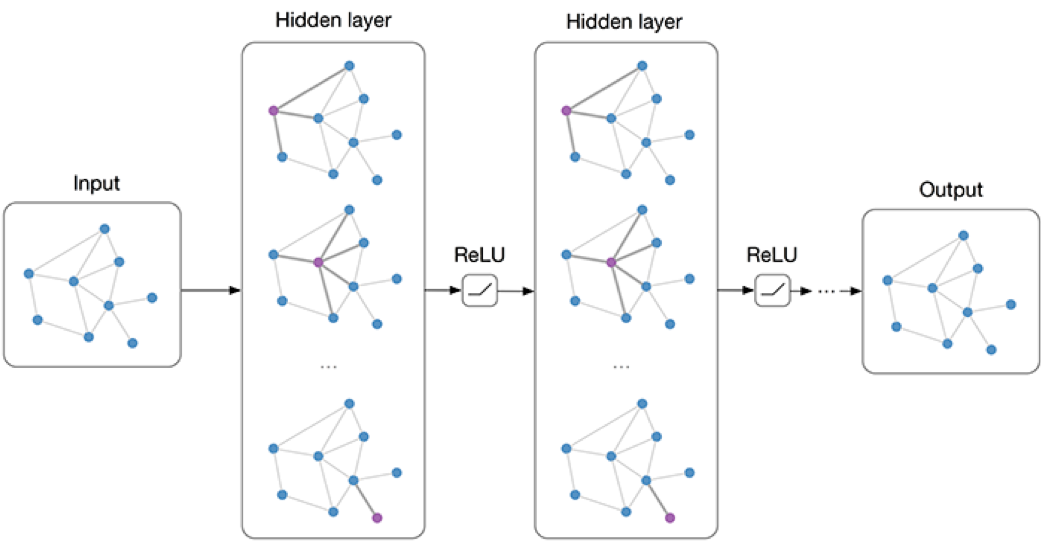 Hidden layer
Hidden layer
Input
Output
ReLU
ReLU
...
...
...